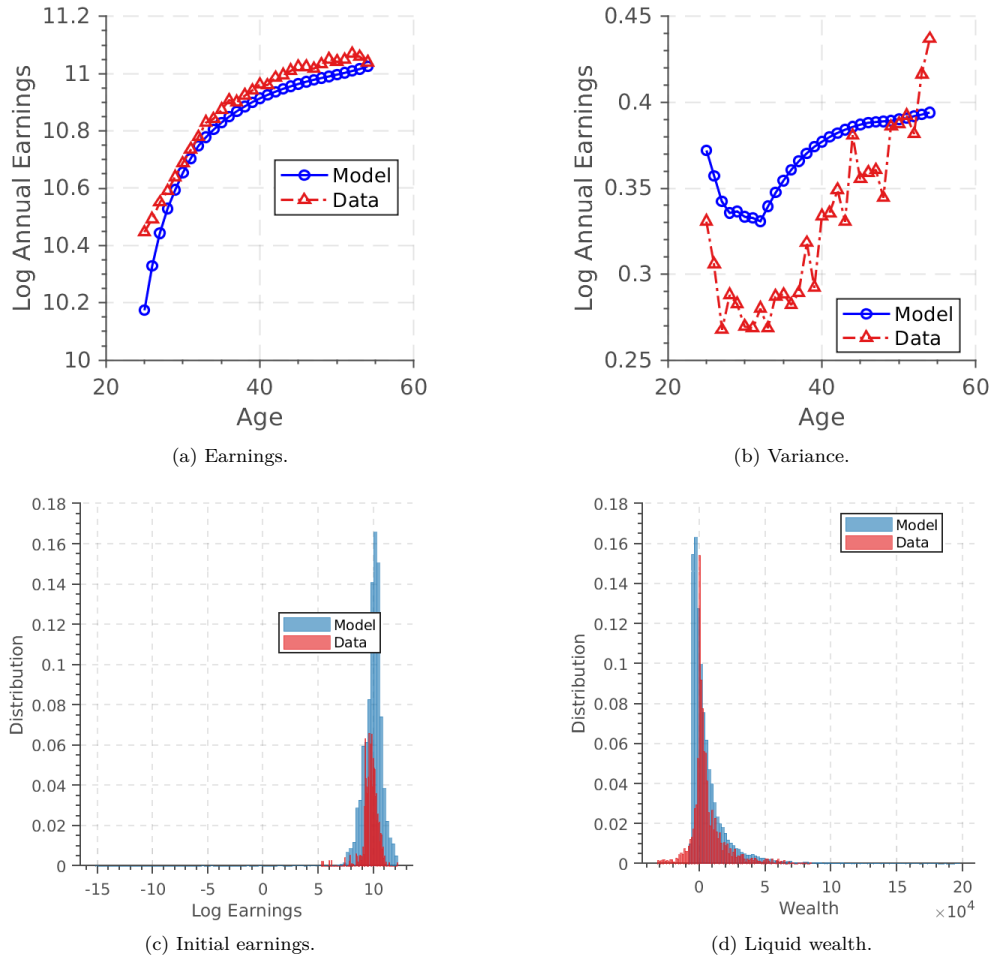 Log Annual Earnings
11.2
11
10.8
10.6
10.4
10.2
10
20
40
60
Age
Model
Data
(a) Earnings.
Log Annual Earnings
0.45
0.4
0.35
0.3
0.25
20
40
60
Age
Model
Data
(b) Variance.
Distribution
0.18
0.16
0.14
0.12
0.1
0.08
0.06
0.04
0.02
0
-15
-10
-5
0
5
10
Log Earnings
Model
Data
(c) Initial earnings.
Distribution
0.18
0.16
0.14
0.12
0.1
0.08
0.06
0.04
0.02
0
0
5
10
15
20
×10⁴
Wealth
Model
Data
(d) Liquid wealth.